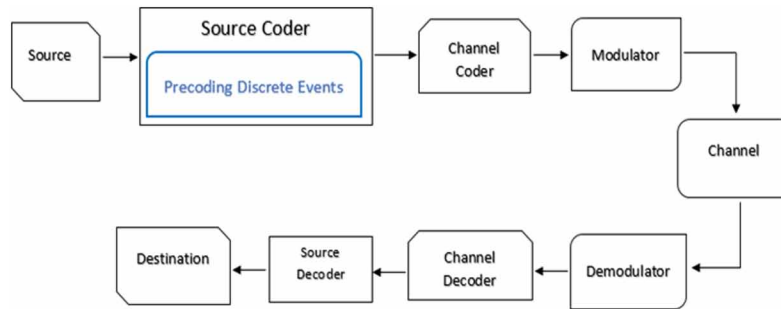 Source
Source Coder
Precoding Discrete Events
Channel
Coder
Modulator
Channel
Demodulator
Channel
Decoder
Source
Decoder
Destination